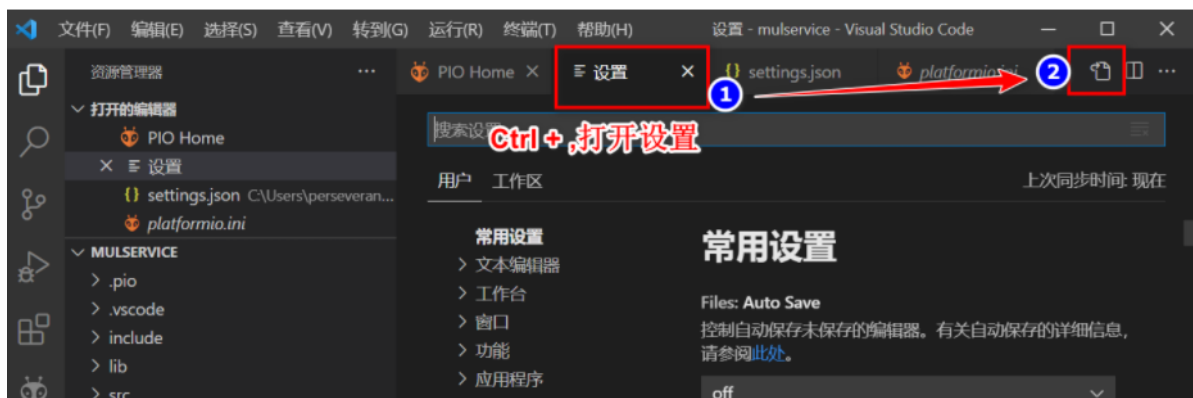 文件(F) 编辑(E) 选择(S) 查看(V) 转到(G) 运行(R) 终端(T) 帮助(H) 设置 - mulservice - Visual Studio Code
资源管理器 PIO Home 设置 settings.json platformio.ini
1 2
打开的编辑器
PIO Home
搜索设
Ctrl + ,打开设置
设置
用户 工作区 上次同步时间: 现在
settings.json C:\Users\perseveran...
platformio.ini
常用设置
常用设置
MULSERVICE
文本编辑器
.pio
工作台
Files: Auto Save
.vscode
窗口
控制自动保存未保存的编辑器。有关自动保存的详细信息，
include
功能
请参阅此处。
lib
应用程序
off
src